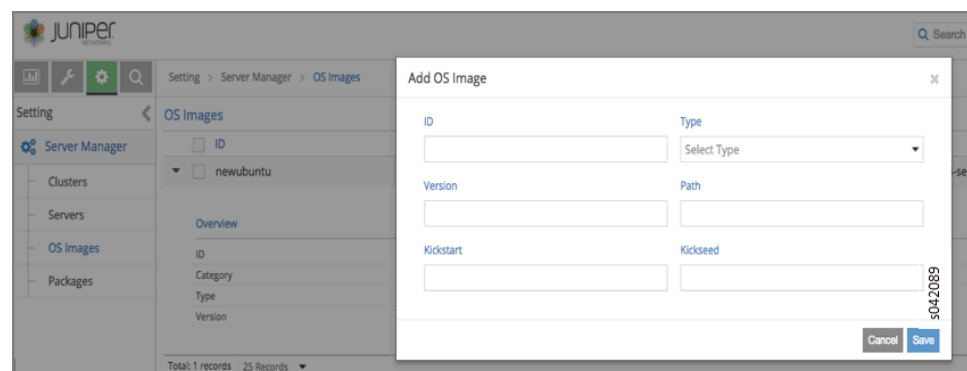 JUNIPER
NETWORKS
Search
Setting > Server Manager > OS Images
Setting
OS Images
Server Manager
ID
newubuntu
-se
Clusters
Servers
OS Images
Packages
Overview
ID
Category
Type
Version
Total: 1 records 25 Records
Add OS Image
ID
Type
Select Type
Version
Path
Kickstart
Kickseed
Cancel
Save
s042089